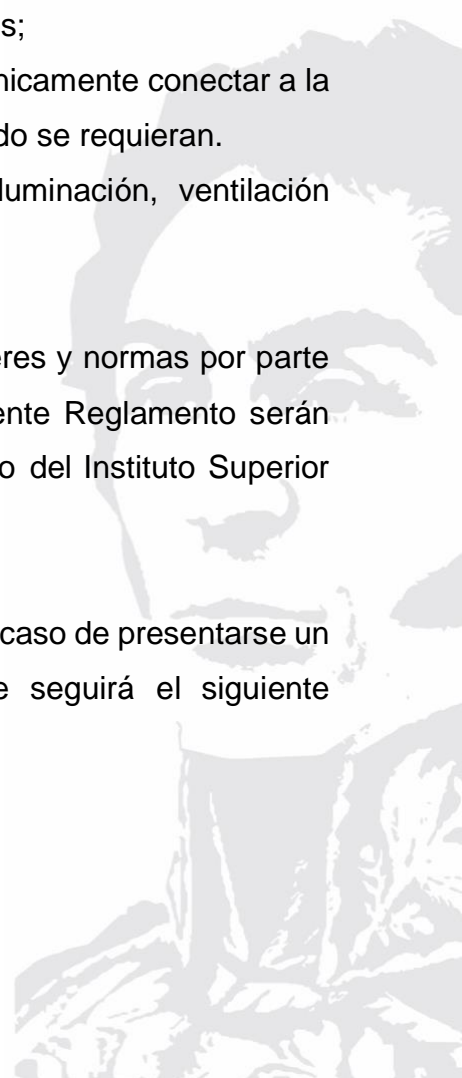 s;
nicamente conectar a la
do se requieran.
luminación, ventilación
eres y normas por parte
ente Reglamento serán
o del Instituto Superior
caso de presentarse un
e seguirá el siguiente